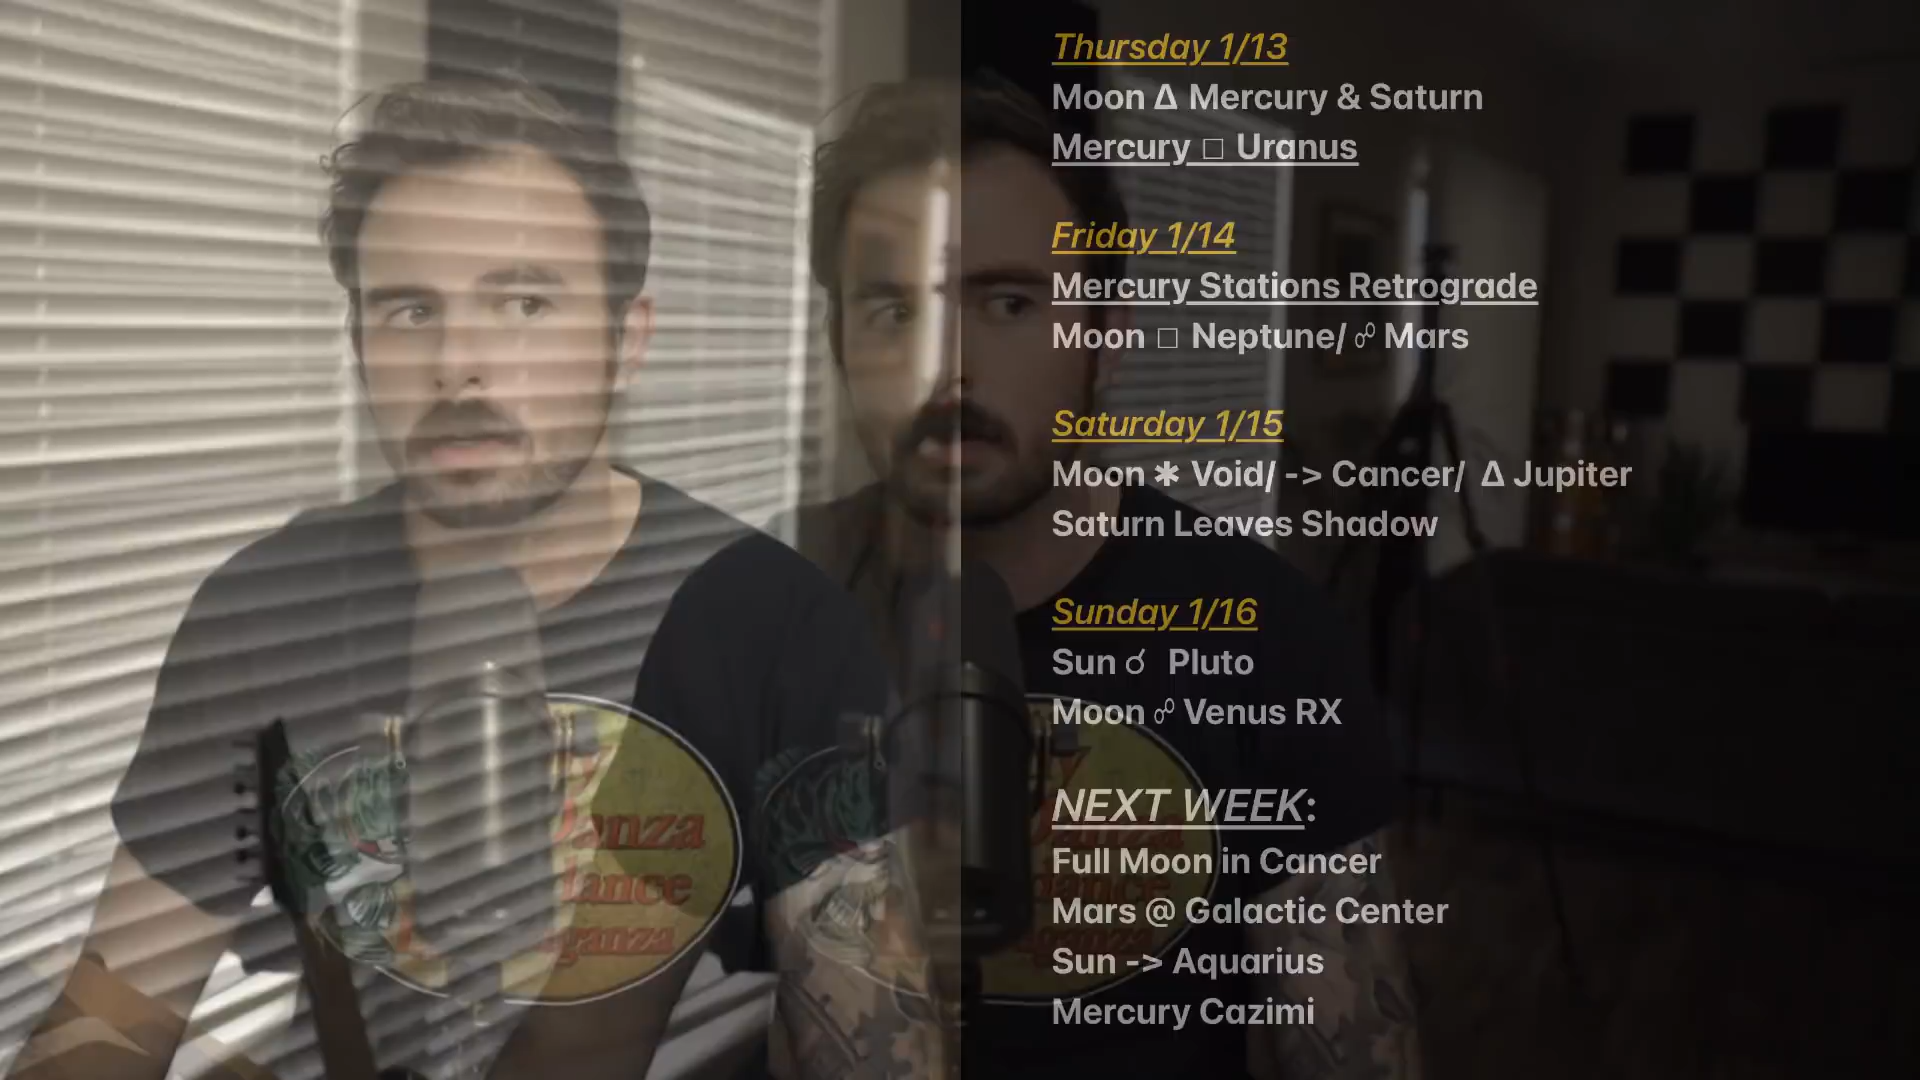 Thursday 1/13
Moon Δ Mercury & Saturn
Mercury □ Uranus
Friday 1/14
Mercury Stations Retrograde
Moon □ Neptune/ ☍ Mars
Saturday 1/15
Moon ✱ Void/ -> Cancer/ Δ Jupiter
Saturn Leaves Shadow
Sunday 1/16
Sun ☌ Pluto
Moon ☍ Venus RX
NEXT WEEK:
Full Moon in Cancer
Mars @ Galactic Center
Sun -> Aquarius
Mercury Cazimi